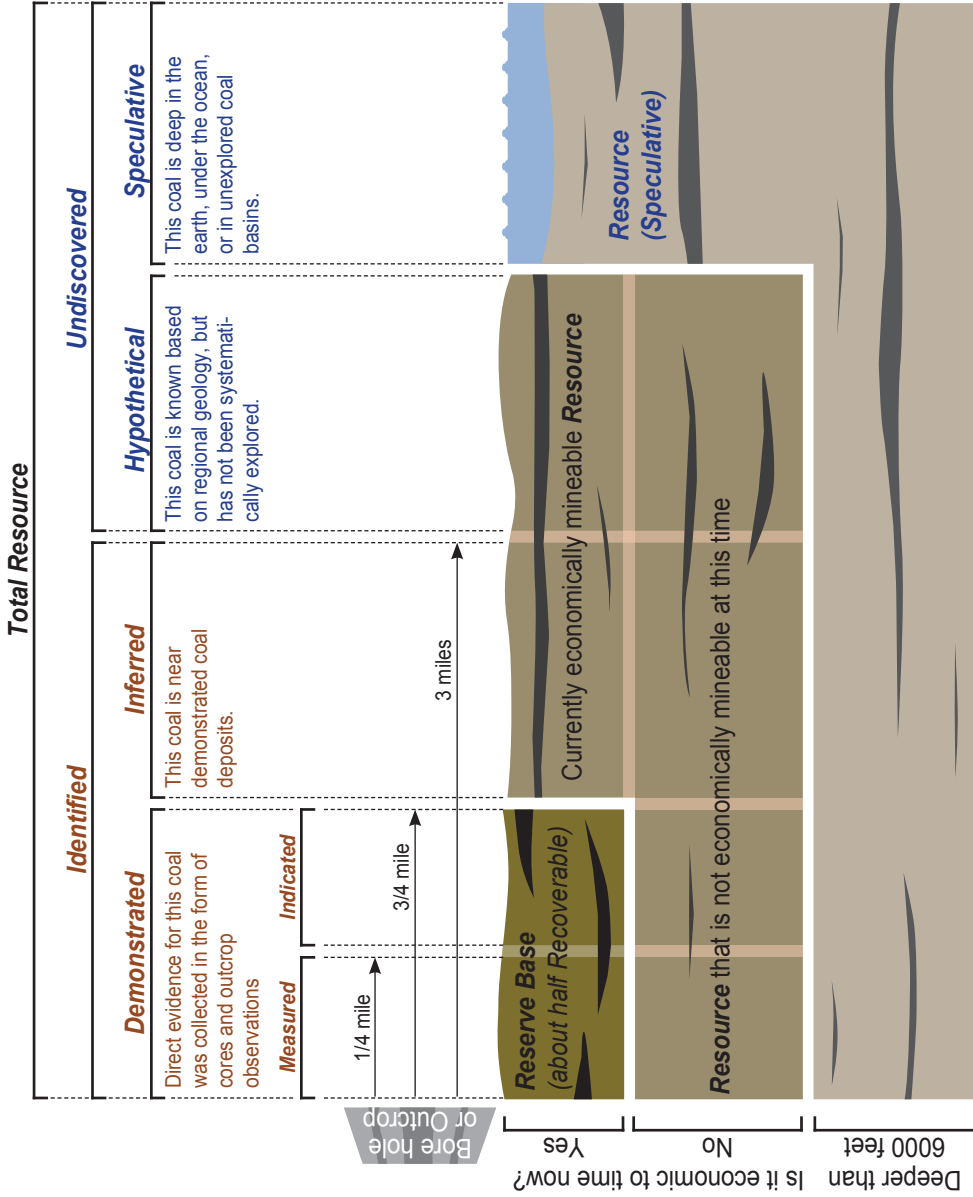 Total Resource
Identified
Undiscovered
Demonstrated
Inferred
Hypothetical
Speculative
Direct evidence for this coal
was collected in the form of
cores and outcrop
observations
This coal is near
demonstrated coal
deposits.
This coal is known based
on regional geology, but
has not been systemati-
cally explored.
This coal is deep in the
earth, under the ocean,
or in unexplored coal
basins.
Measured
Indicated
Bore hole
or Outcrop
1/4 mile
3/4 mile
3 miles
Is it economic to time now?
Yes
No
Deeper than
6000 feet
Reserve Base
(about half Recoverable)
Currently economically mineable Resource
Resource that is not economically mineable at this time
Resource
(Speculative)